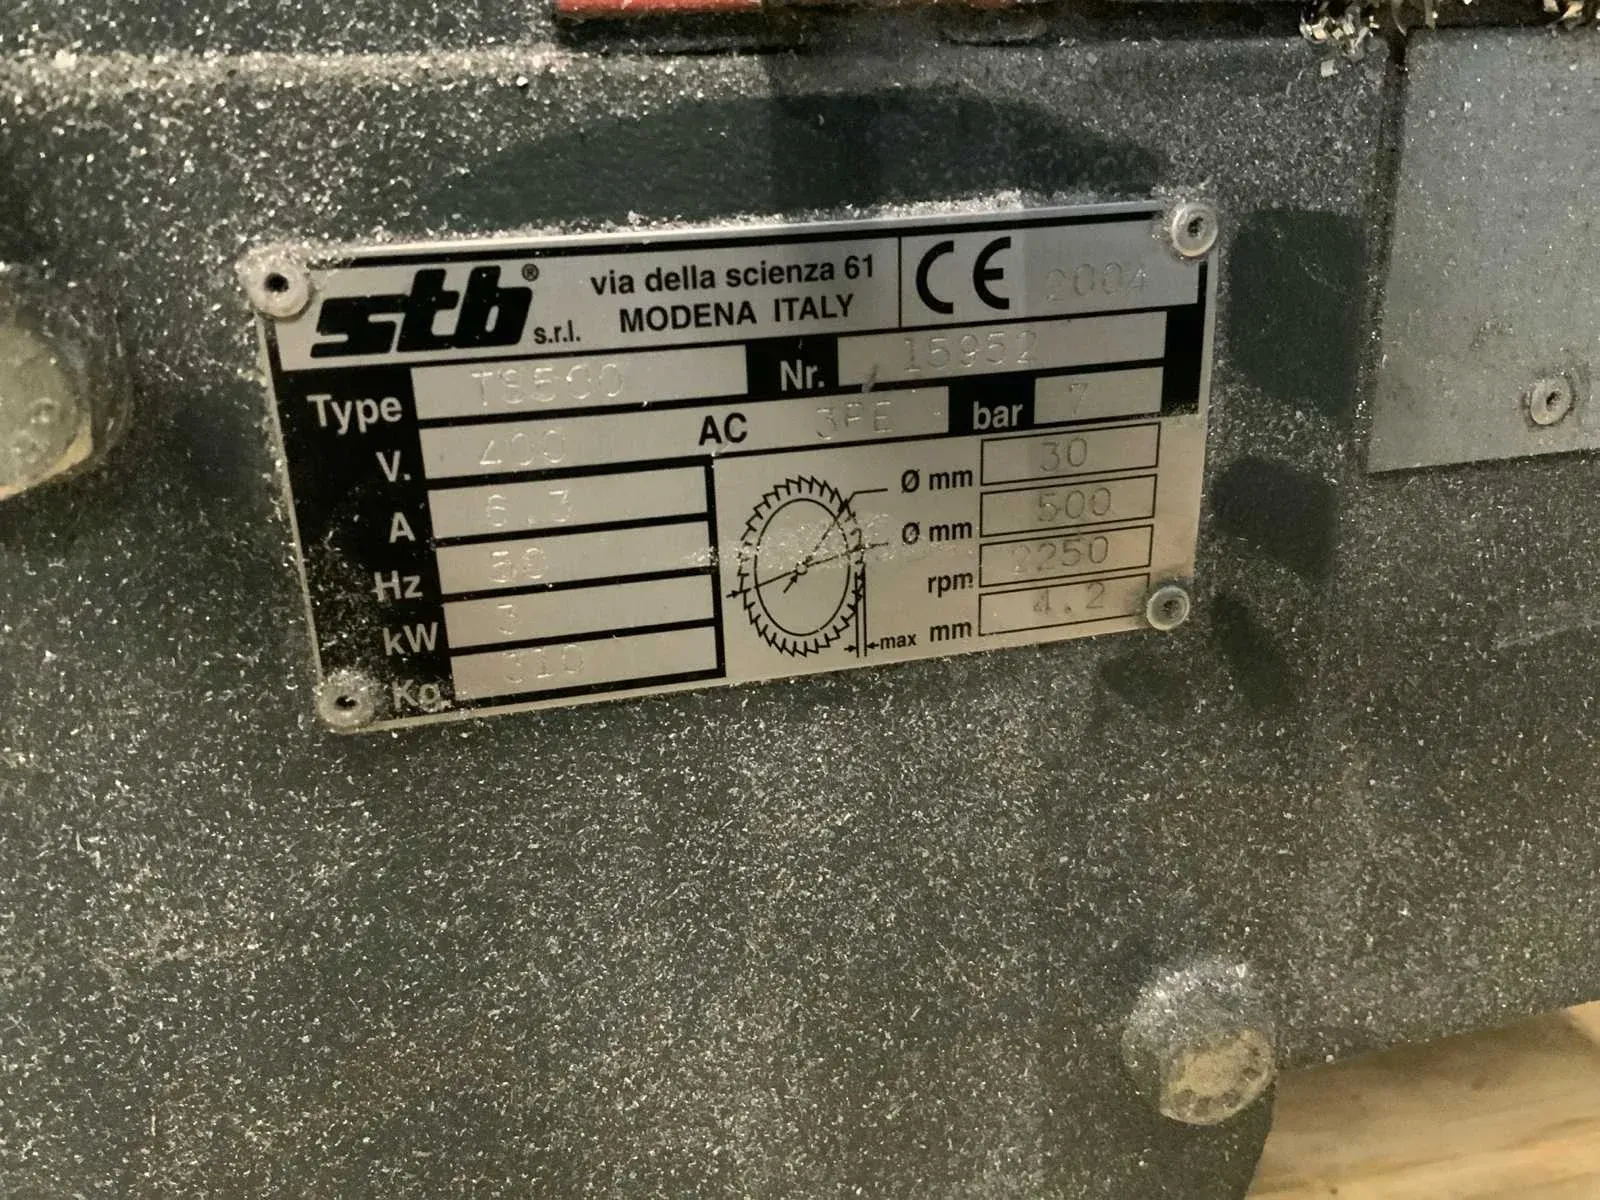 stb® s.r.l.
via della scienza 61
MODENA ITALY
CE 2004
Type TS500 Nr. 15952
V. 400 AC 3PE bar 7
A 6.3
Hz 50
kW 3
Kg. 310
Ø mm 30
Ø mm 500
rpm 2250
max mm 4.2